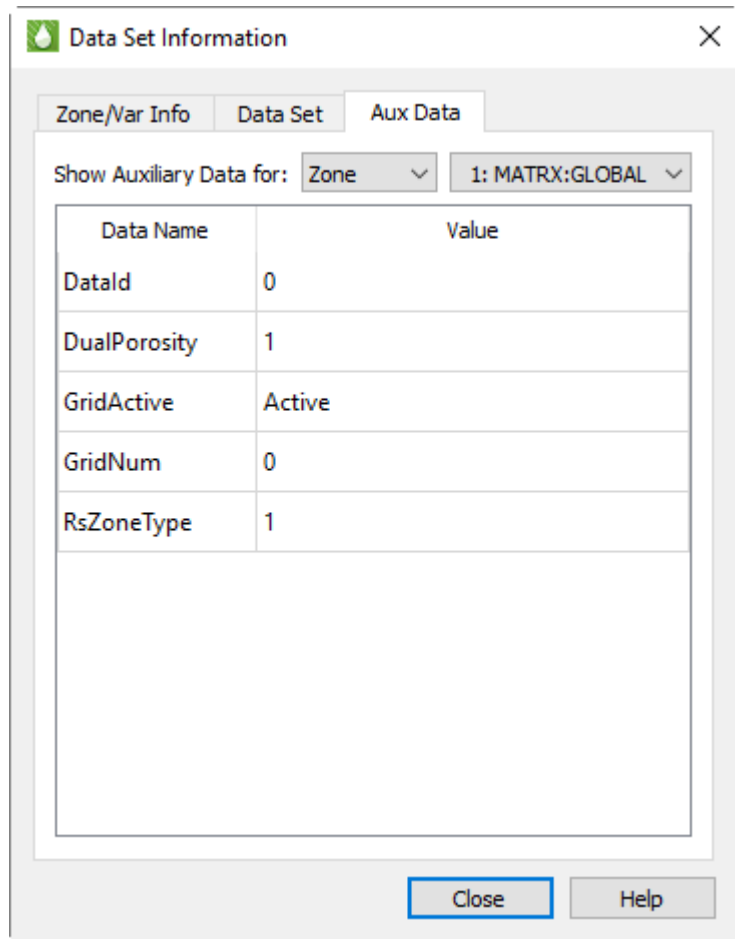 Data Set Information
Zone/Var Info Data Set Aux Data
Show Auxiliary Data for: Zone 1: MATRX:GLOBAL
Data Name Value
DataId 0
DualPorosity 1
GridActive Active
GridNum 0
RsZoneType 1
Close Help